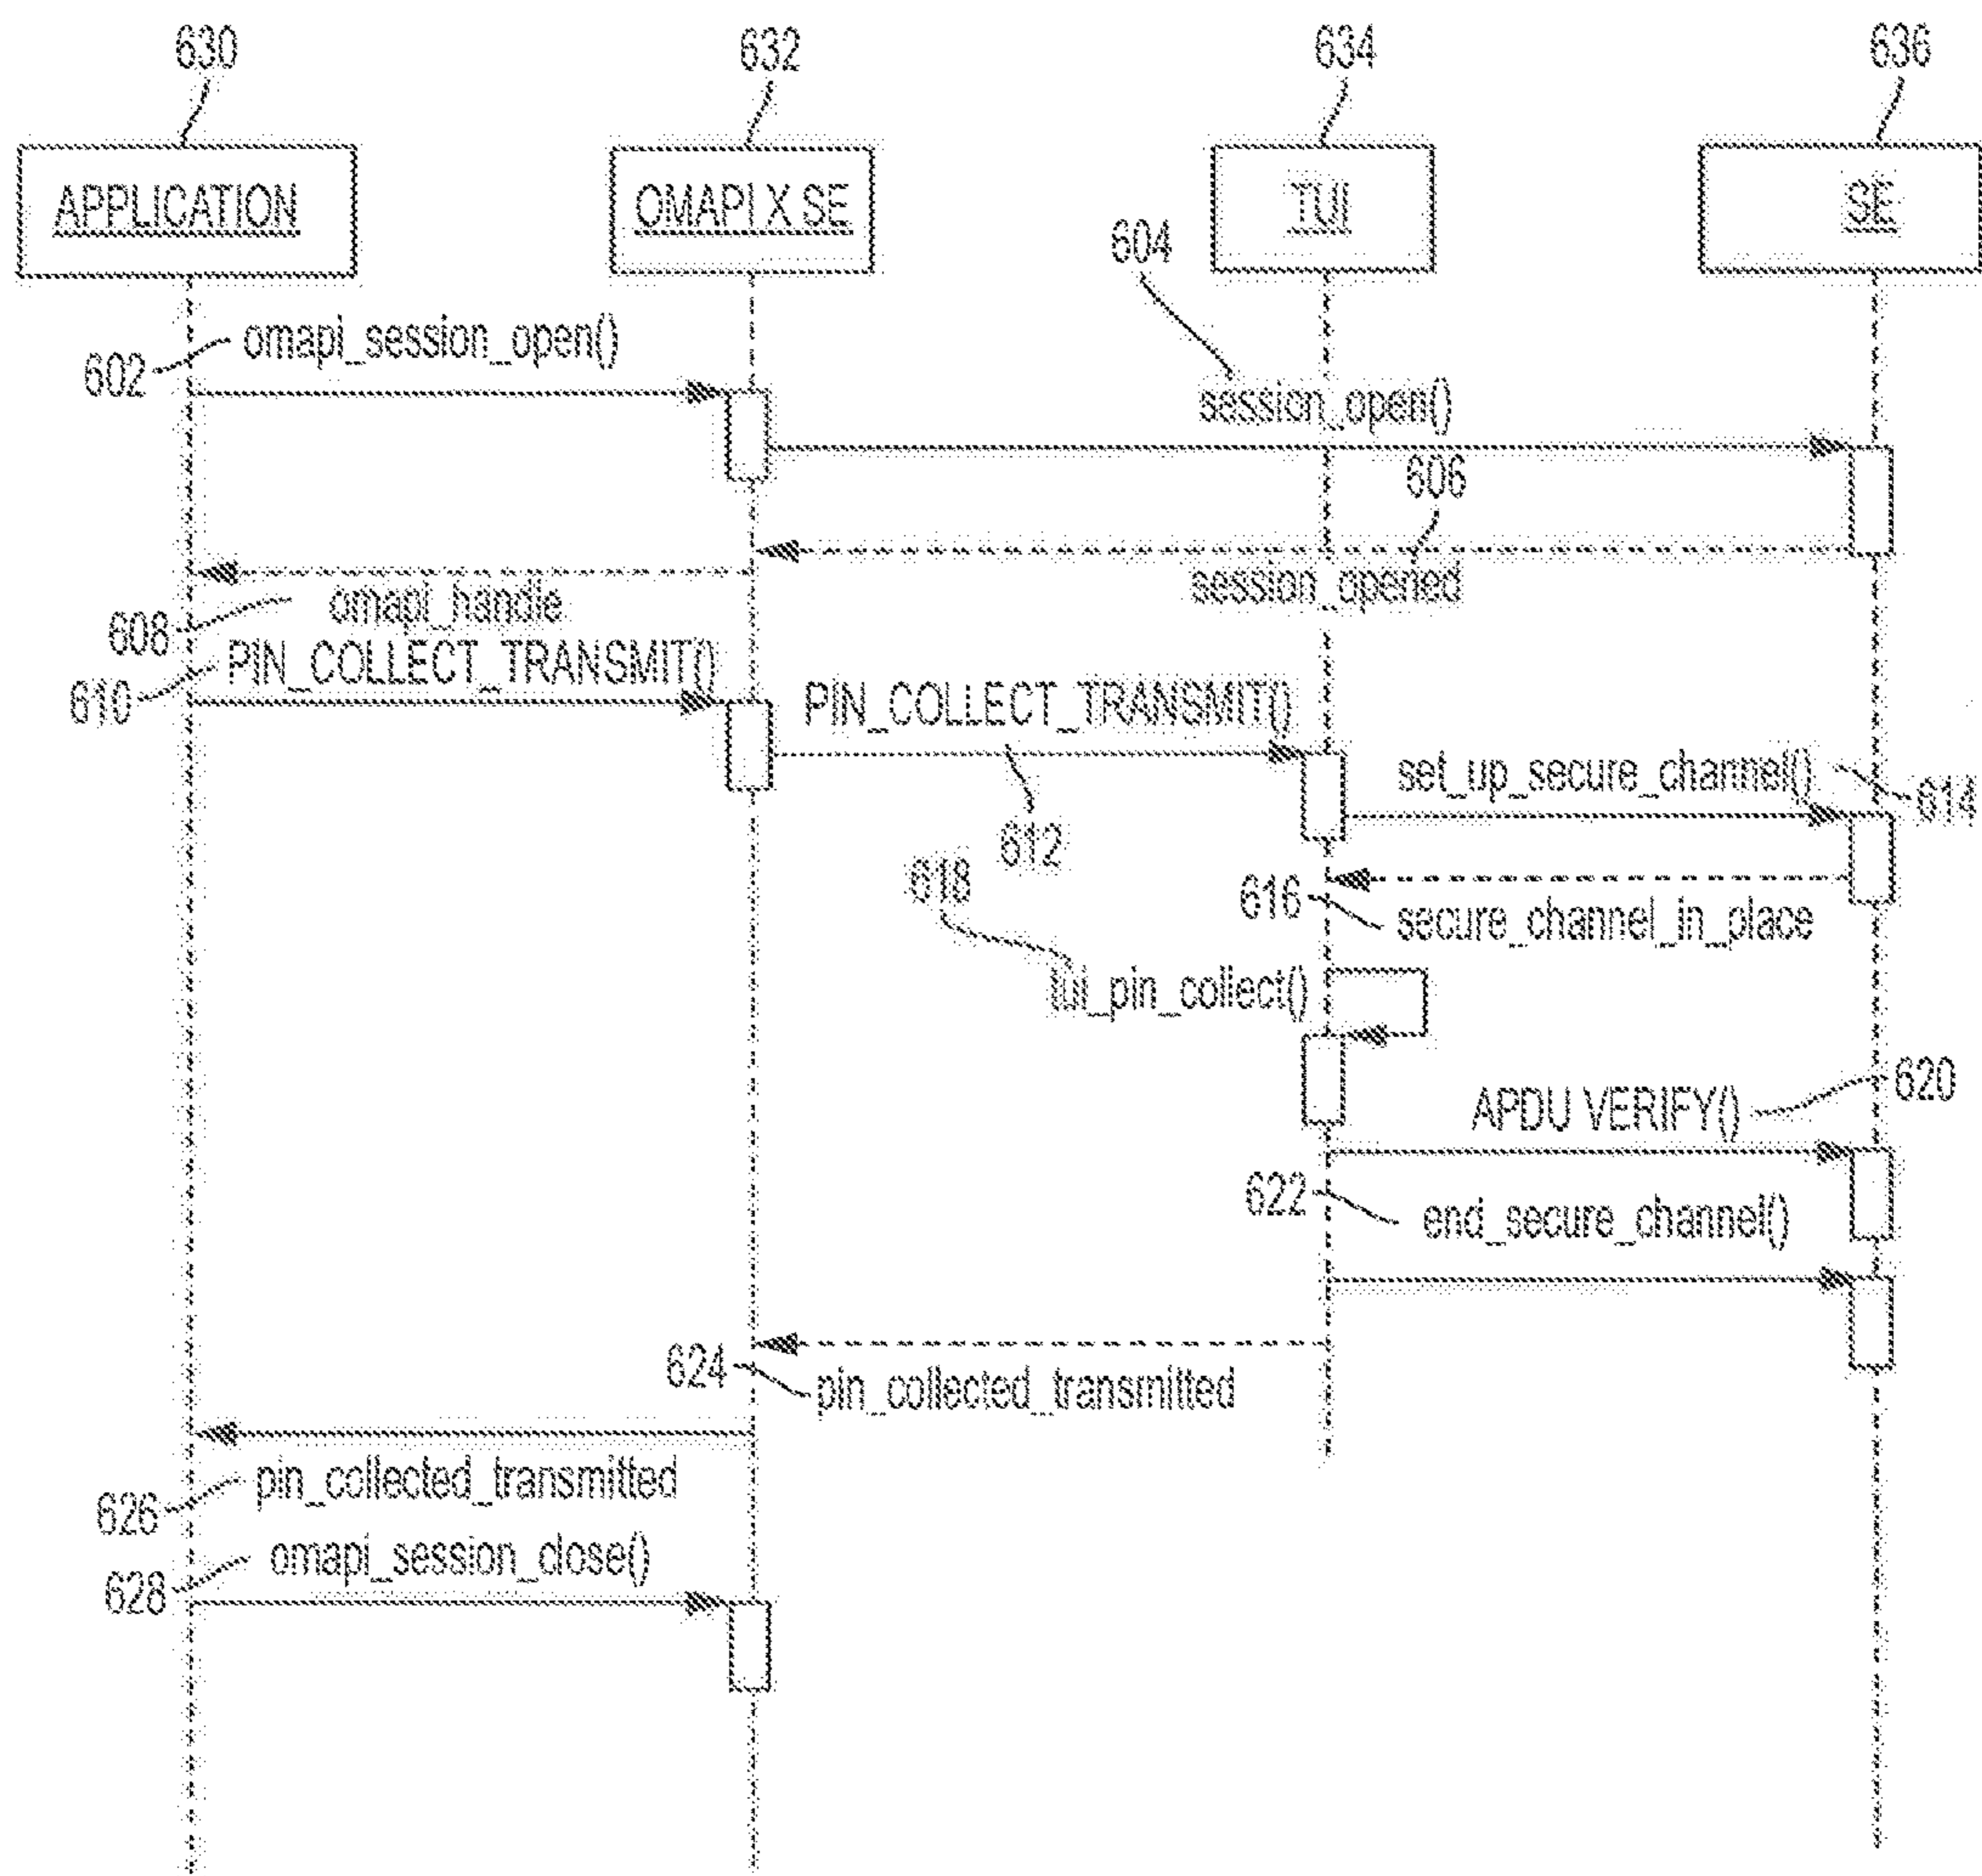 630
632
634
636
APPLICATION
OMAPI X SE
TUI
SE
604
omapi_session_open()
602
session_open()
606
session_opened
omapi_handle
608
PIN_COLLECT_TRANSMIT()
610
PIN_COLLECT_TRANSMIT()
set_up_secure_channel()
614
612
618
616
secure_channel_in_place
tui_pin_collect()
620
APDU VERIFY()
622
end_secure_channel()
624
pin_collected_transmitted
pin_collected_transmitted
626
omapi_session_close()
628